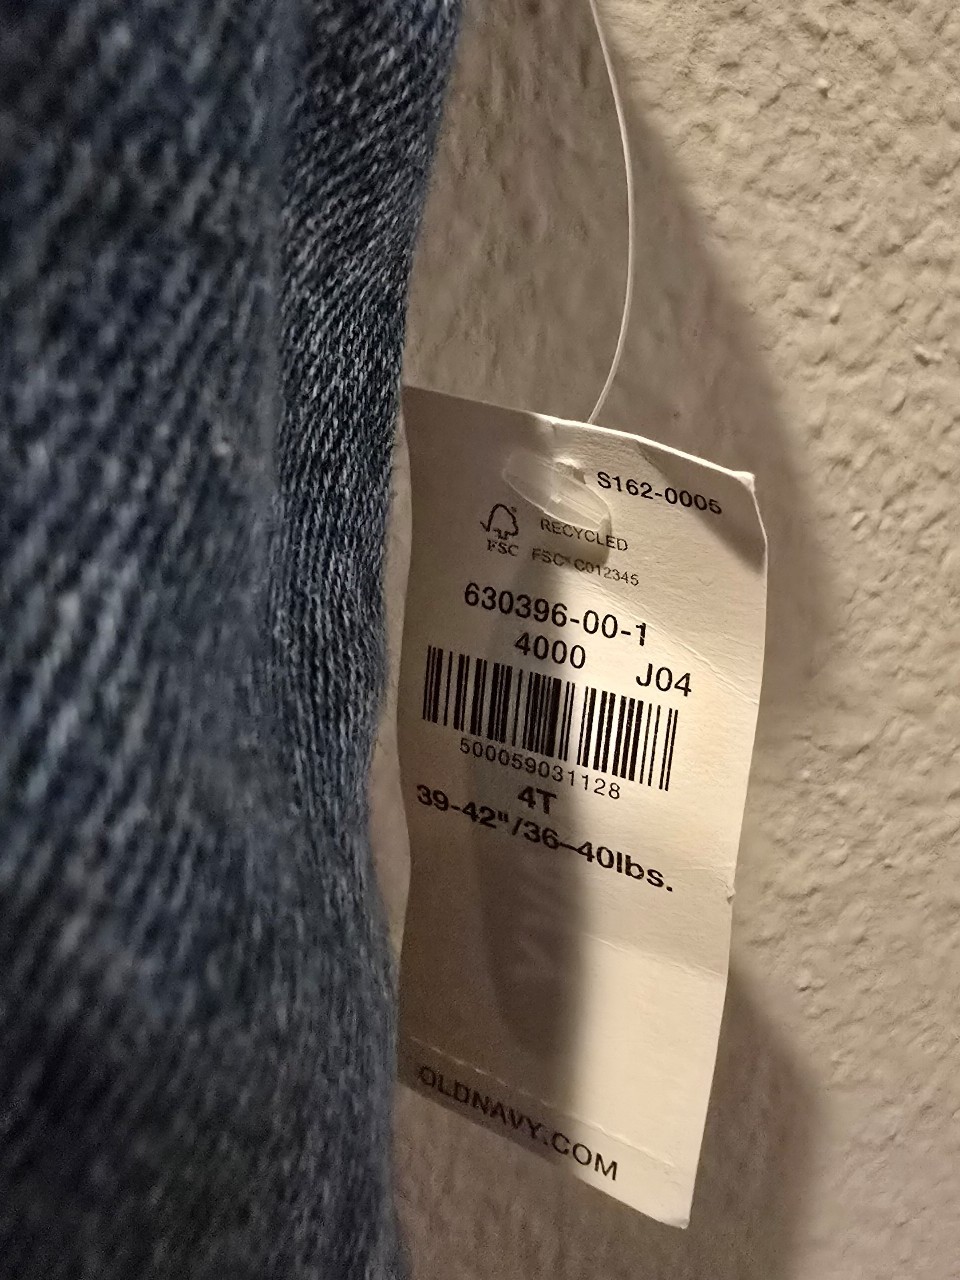 S162-0005
RECYCLED
FSC FSC® C012345
630396-00-1
4000 J04
500059031128
4T
39-42"/36-40lbs.
OLDNAVY.COM